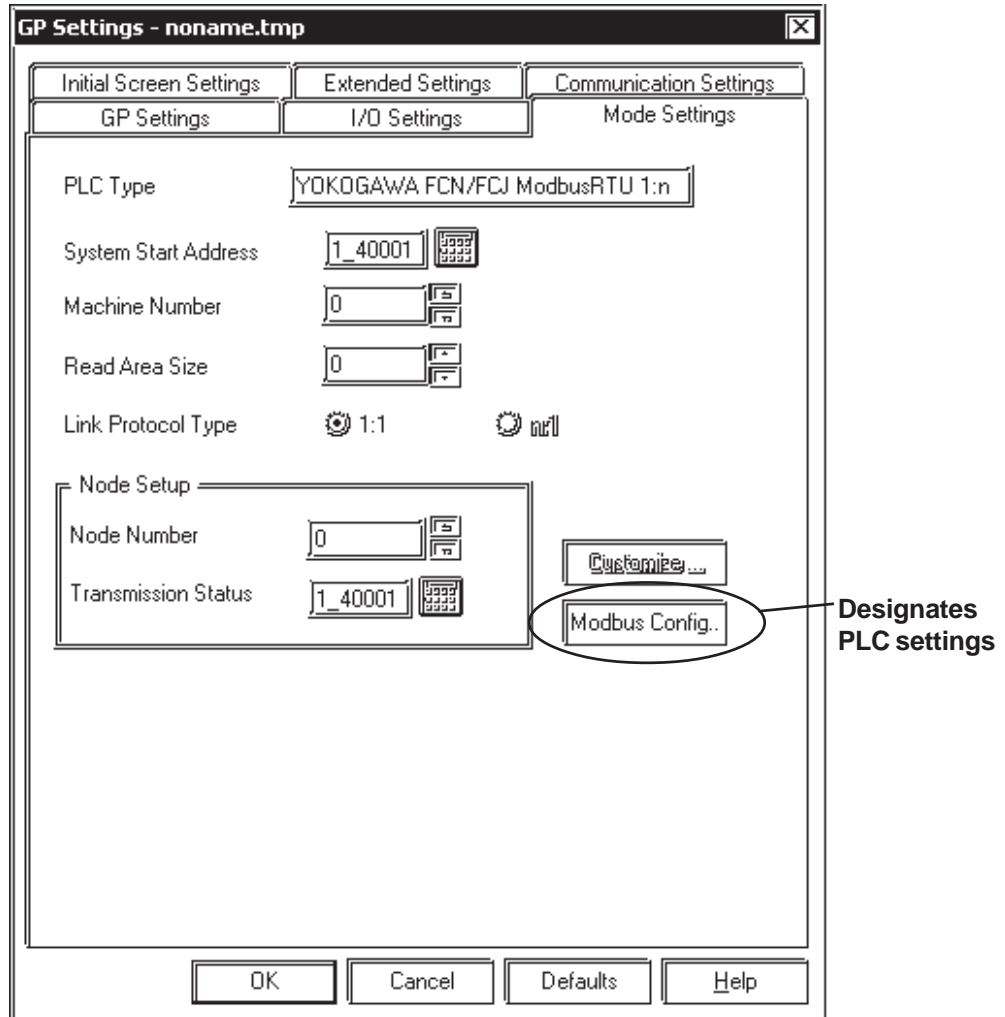 GP Settings - noname.tmp
Initial Screen Settings
Extended Settings
Communication Settings
GP Settings
I/O Settings
Mode Settings
PLC Type
YOKOGAWA FCN/FCJ ModbusRTU 1:n
System Start Address
1_40001
Machine Number
0
Read Area Size
0
Link Protocol Type
1:1
n:1
Node Setup
Node Number
0
Transmission Status
1_40001
Customize ...
Modbus Config..
Designates
PLC settings
OK
Cancel
Defaults
Help